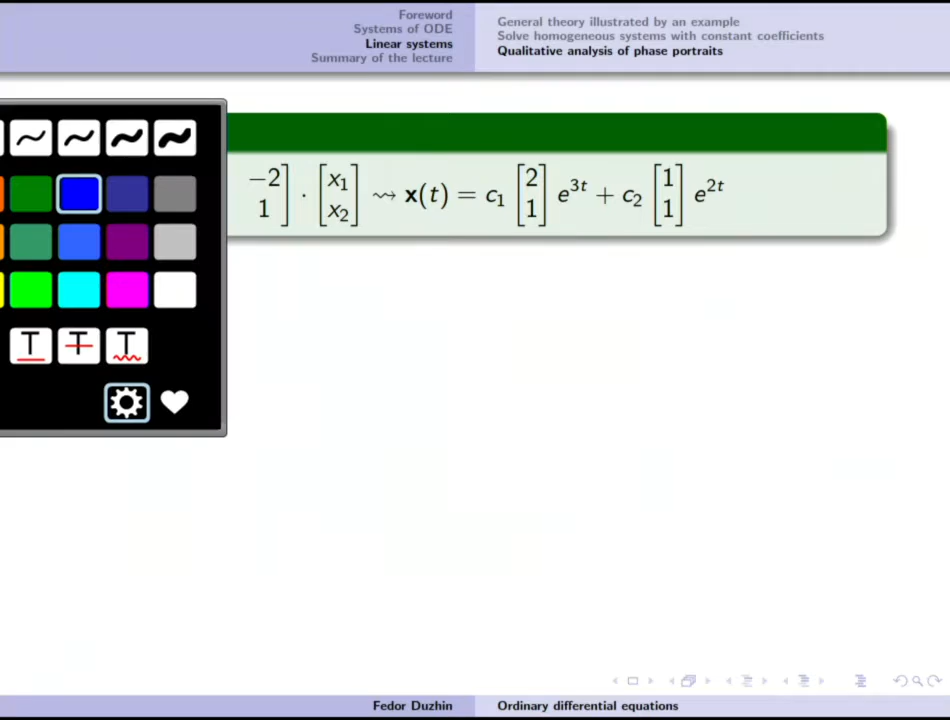 Foreword
Systems of ODE
Linear systems
Summary of the lecture
General theory illustrated by an example
Solve homogeneous systems with constant coefficients
Qualitative analysis of phase portraits
−2] · [x₁] ⇝ x(t) = c₁ [2] e³ᵗ + c₂ [1] e²ᵗ
1] [x₂] [1] [1]
T T T
Fedor Duzhin
Ordinary differential equations